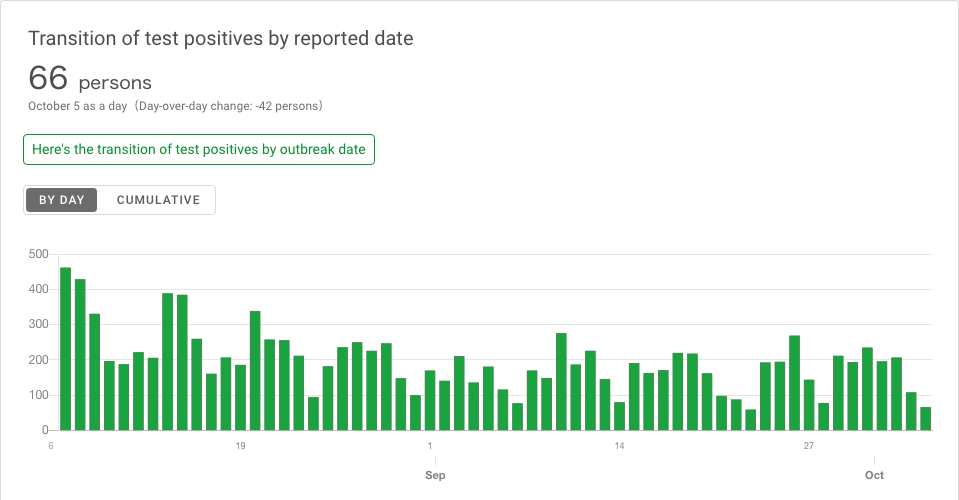 Transition of test positives by reported date
66 persons
October 5 as a day（Day-over-day change: -42 persons）
Here's the transition of test positives by outbreak date
BY DAY CUMULATIVE
500
400
300
200
100
0
6 19 1 14 27
Sep Oct